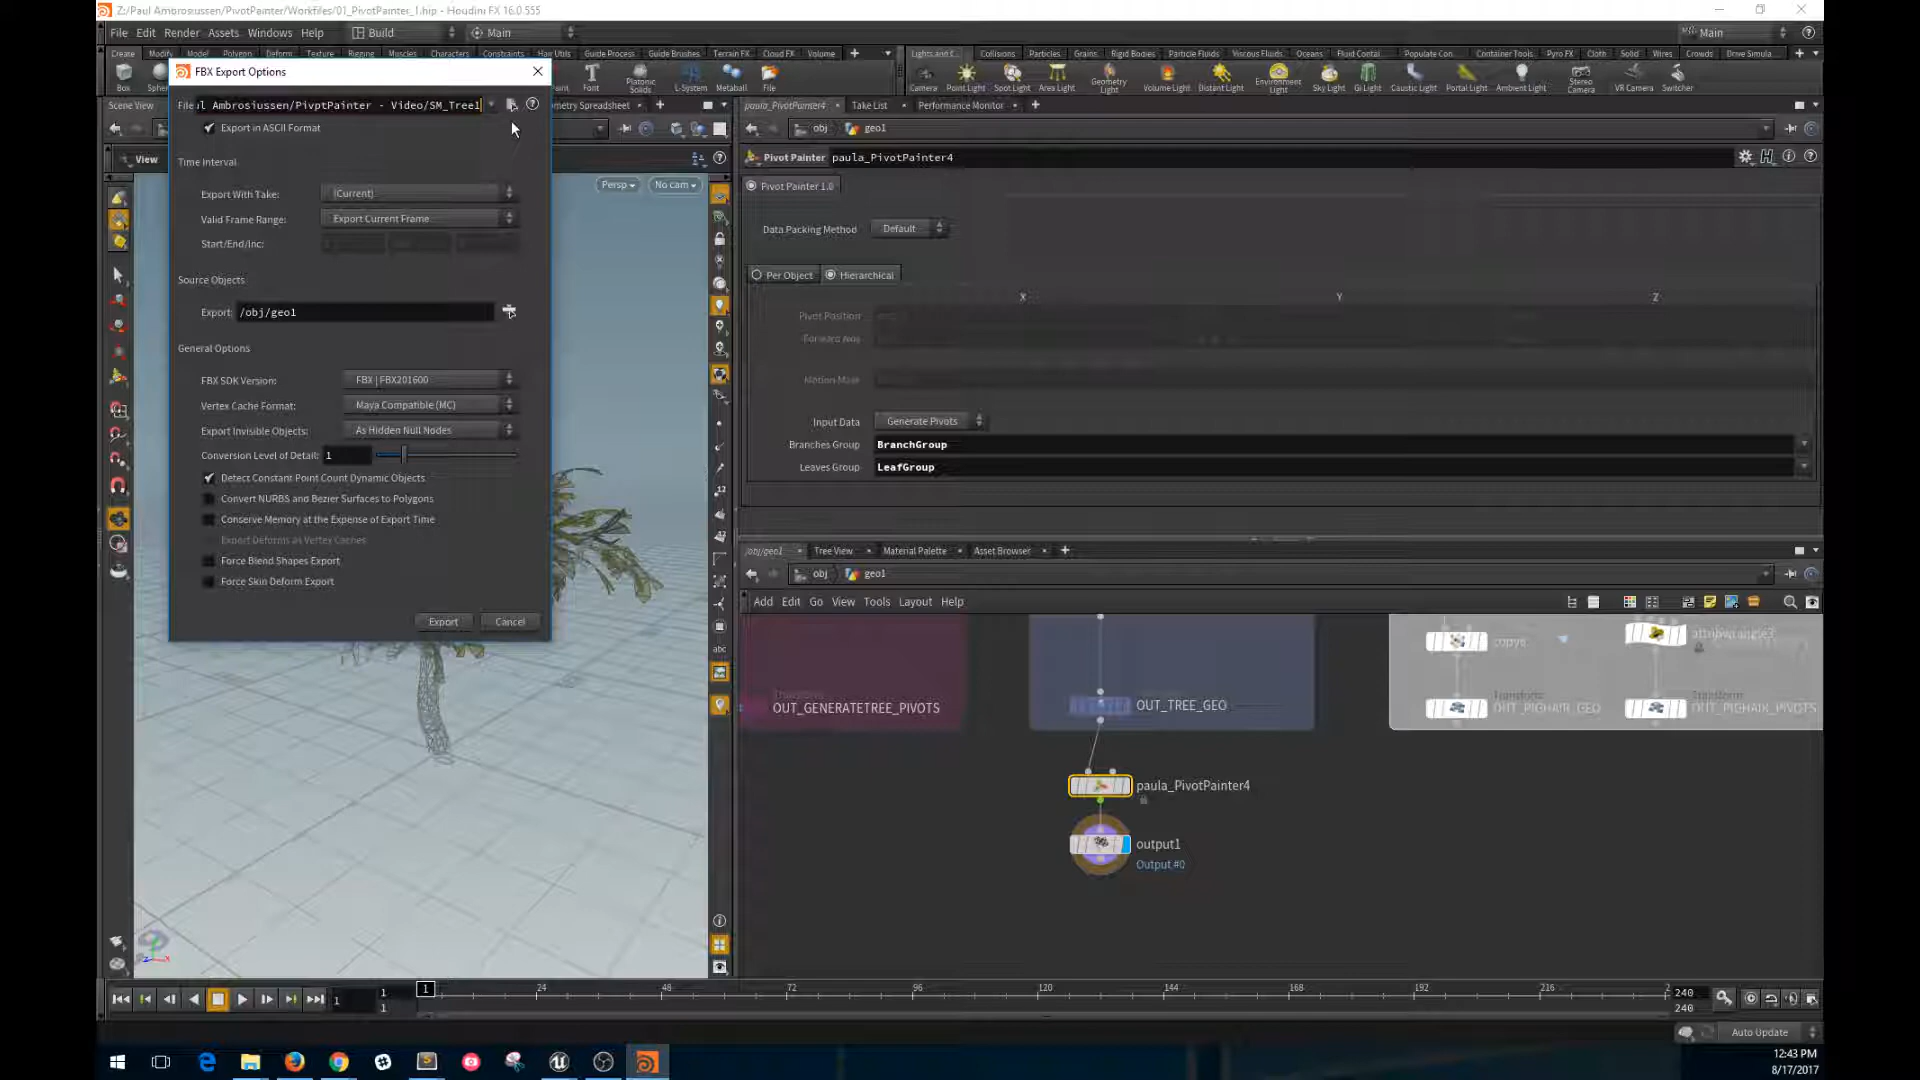 Z:/Paul Ambrosiussen/PivotPainter/Workfiles/01_PivotPainter_1.hip - Houdini FX 16.0.555
File Edit Render Assets Windows Help Build Main Main
Create Modify Model Polygon Deform Texture Rigging Muscles Characters Constraints Hair Utils Guide Process Guide Brushes Terrain FX Cloud FX Volume
Lights and C... Collisions Particles Grains Rigid Bodies Particle Fluids Viscous Fluids Oceans Fluid Contai... Populate Con... Container Tools Pyro FX Cloth Solid Wires Crowds Drive Simula...
Box Font Platonic Solids L-System Metaballs File
Camera Point Light Spot Light Area Light Geometry Light Volume Light Distant Light Environment Light Sky Light GI Light Caustic Light Portal Light Ambient Light Stereo Camera VR Camera Switcher
FBX Export Options
File: l Ambrosiussen/PivptPainter - Video/SM_Tree1
Export in ASCII Format
Time Interval
Export With Take: (Current)
Valid Frame Range: Export Current Frame
Start/End/Inc:
Source Objects
Export: /obj/geo1
General Options
FBX SDK Version: FBX | FBX201600
Vertex Cache Format: Maya Compatible (MC)
Export Invisible Objects: As Hidden Null Nodes
Conversion Level of Detail: 1
Detect Constant Point Count Dynamic Objects
Convert NURBS and Bezier Surfaces to Polygons
Conserve Memory at the Expense of Export Time
Export Deforms as Vertex Caches
Force Blend Shapes Export
Force Skin Deform Export
Export Cancel
Scene View
ometry Spreadsheet
View
Persp No cam
abc
paula_PivotPainter4 Take List Performance Monitor
obj geo1
Pivot Painter paula_PivotPainter4
Pivot Painter 1.0
Data Packing Method Default
Per Object Hierarchical
X Y Z
Pivot Position
Forward Axis
Motion Mask
Input Data Generate Pivots
Branches Group BranchGroup
Leaves Group LeafGroup
/obj/geo1 Tree View Material Palette Asset Browser
obj geo1
Add Edit Go View Tools Layout Help
copy6 attribwrangle3
Transform
OUT_GENERATETREE_PIVOTS
OUT_TREE_GEO
Transform
OUT_PIGHAIR_GEO
Transform
OUT_PIGHAIR_PIVOTS
paula_PivotPainter4
output1
Output #0
1 1 1
1 24 48 72 96 120 144 168 192 216 2
240
240
Auto Update
12:43 PM
8/17/2017